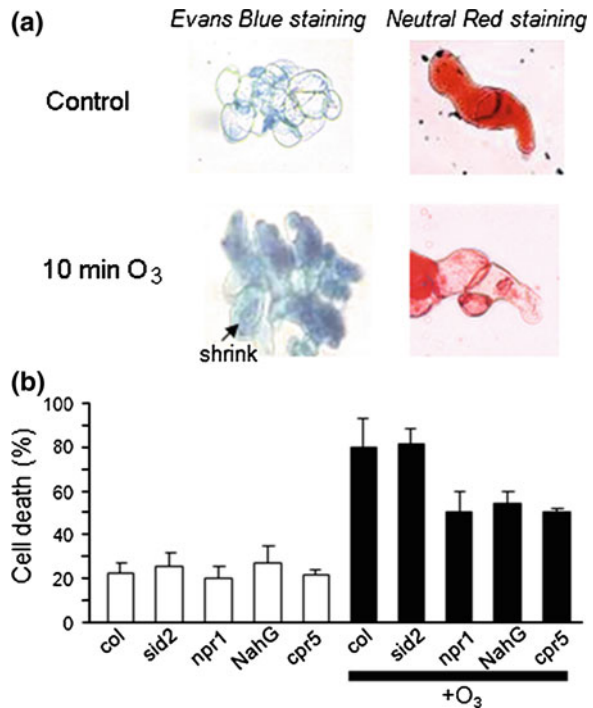 (a)
Evans Blue staining Neutral Red staining
Control
10 min O3
shrink
(b)
Cell death (%)
100
80
60
40
20
0
col sid2 npr1 NahG cpr5 col sid2 npr1 NahG cpr5
+O3